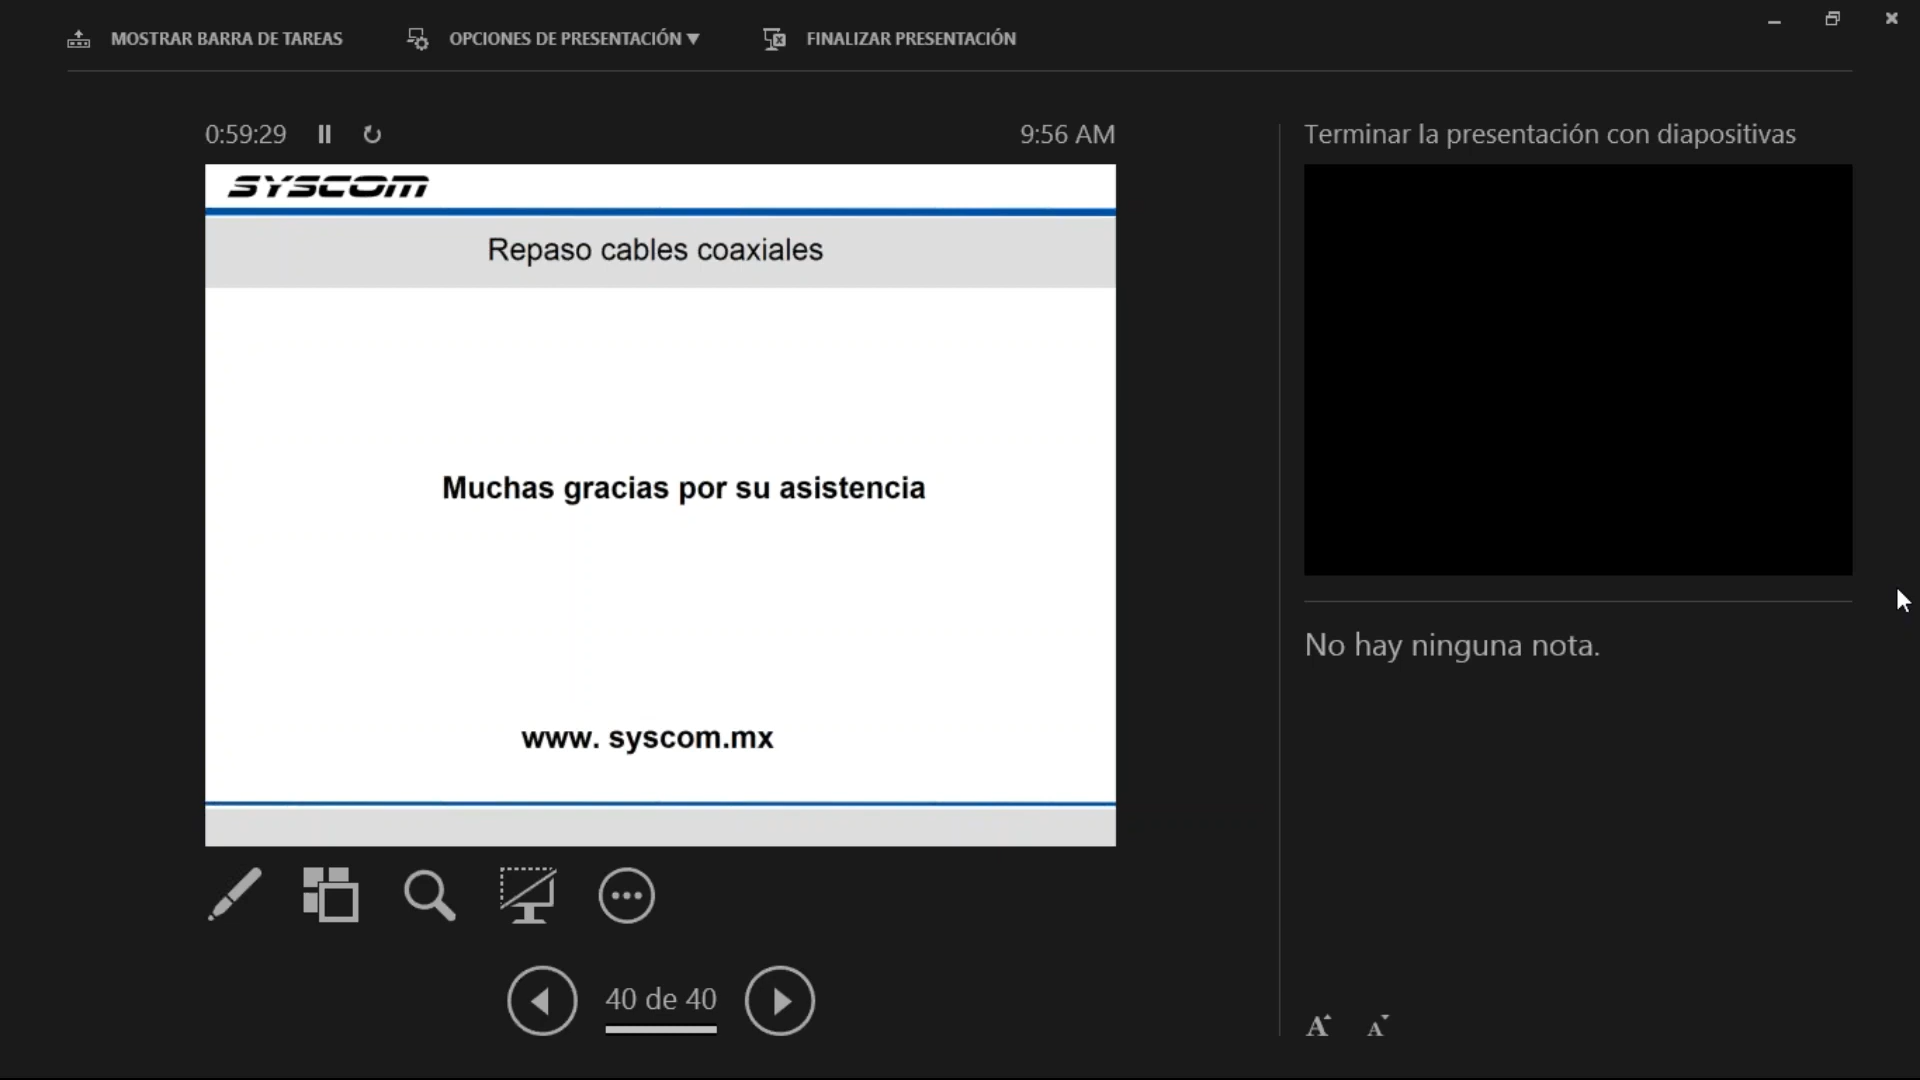 MOSTRAR BARRA DE TAREAS
OPCIONES DE PRESENTACIÓN
FINALIZAR PRESENTACIÓN
0:59:29
9:56 AM
SYSCOM
Repaso cables coaxiales
Muchas gracias por su asistencia
www. syscom.mx
40 de 40
Terminar la presentación con diapositivas
No hay ninguna nota.
A A